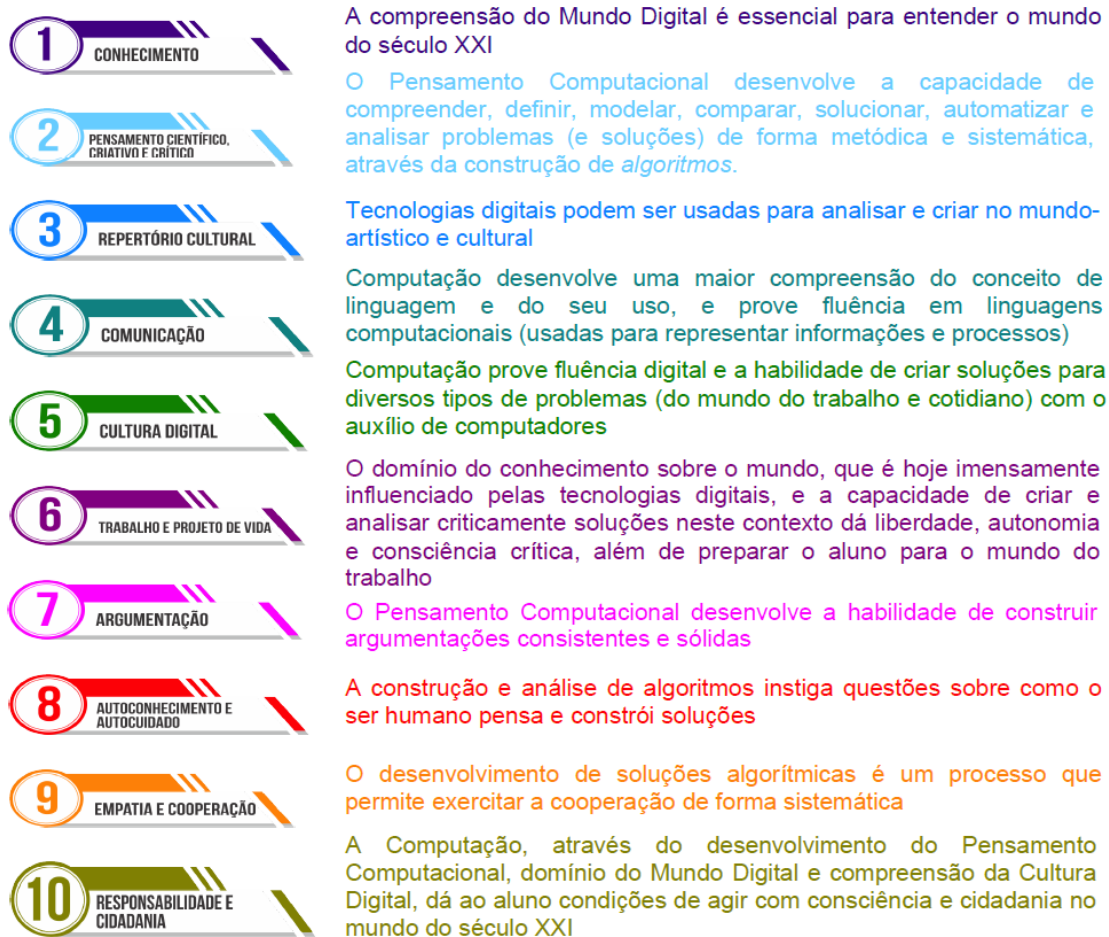 1
CONHECIMENTO
A compreensão do Mundo Digital é essencial para entender o mundo
do século XXI
2
PENSAMENTO CIENTÍFICO,
CRIATIVO E CRÍTICO
O Pensamento Computacional desenvolve a capacidade de
compreender, definir, modelar, comparar, solucionar, automatizar e
analisar problemas (e soluções) de forma metódica e sistemática,
através da construção de algoritmos.
3
REPERTÓRIO CULTURAL
Tecnologias digitais podem ser usadas para analisar e criar no mundo-
artístico e cultural
4
COMUNICAÇÃO
Computação desenvolve uma maior compreensão do conceito de
linguagem e do seu uso, e prove fluência em linguagens
computacionais (usadas para representar informações e processos)
5
CULTURA DIGITAL
Computação prove fluência digital e a habilidade de criar soluções para
diversos tipos de problemas (do mundo do trabalho e cotidiano) com o
auxílio de computadores
6
TRABALHO E PROJETO DE VIDA
O domínio do conhecimento sobre o mundo, que é hoje imensamente
influenciado pelas tecnologias digitais, e a capacidade de criar e
analisar criticamente soluções neste contexto dá liberdade, autonomia
e consciência crítica, além de preparar o aluno para o mundo do
trabalho
7
ARGUMENTAÇÃO
O Pensamento Computacional desenvolve a habilidade de construir
argumentações consistentes e sólidas
8
AUTOCONHECIMENTO E
AUTOCUIDADO
A construção e análise de algoritmos instiga questões sobre como o
ser humano pensa e constrói soluções
9
EMPATIA E COOPERAÇÃO
O desenvolvimento de soluções algorítmicas é um processo que
permite exercitar a cooperação de forma sistemática
10
RESPONSABILIDADE E
CIDADANIA
A Computação, através do desenvolvimento do Pensamento
Computacional, domínio do Mundo Digital e compreensão da Cultura
Digital, dá ao aluno condições de agir com consciência e cidadania no
mundo do século XXI